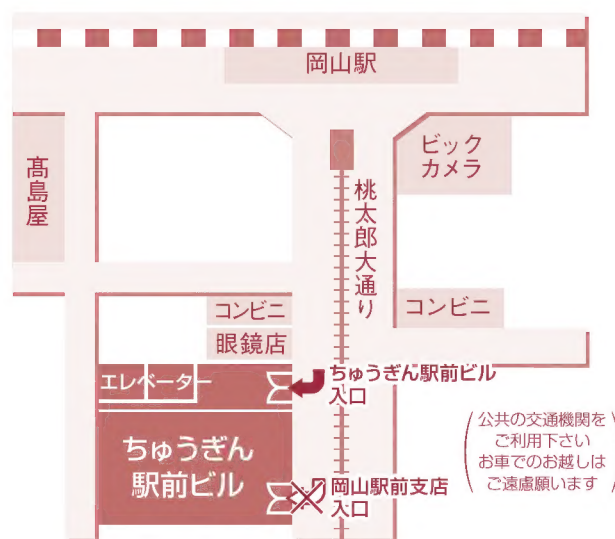 岡山駅
ビック
カメラ
髙島屋
桃太郎大通り
コンビニ
コンビニ
眼鏡店
エレベーター
ちゅうぎん駅前ビル
入口
公共の交通機関を
ご利用下さい
お車でのお越しは
ご遠慮願います
ちゅうぎん
駅前ビル
岡山駅前支店
入口